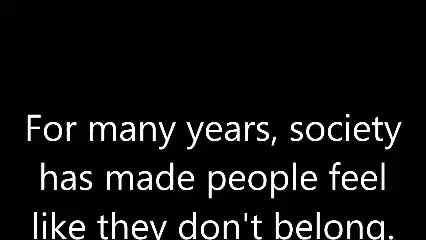 For many years, society
has made people feel
like they don't belong.